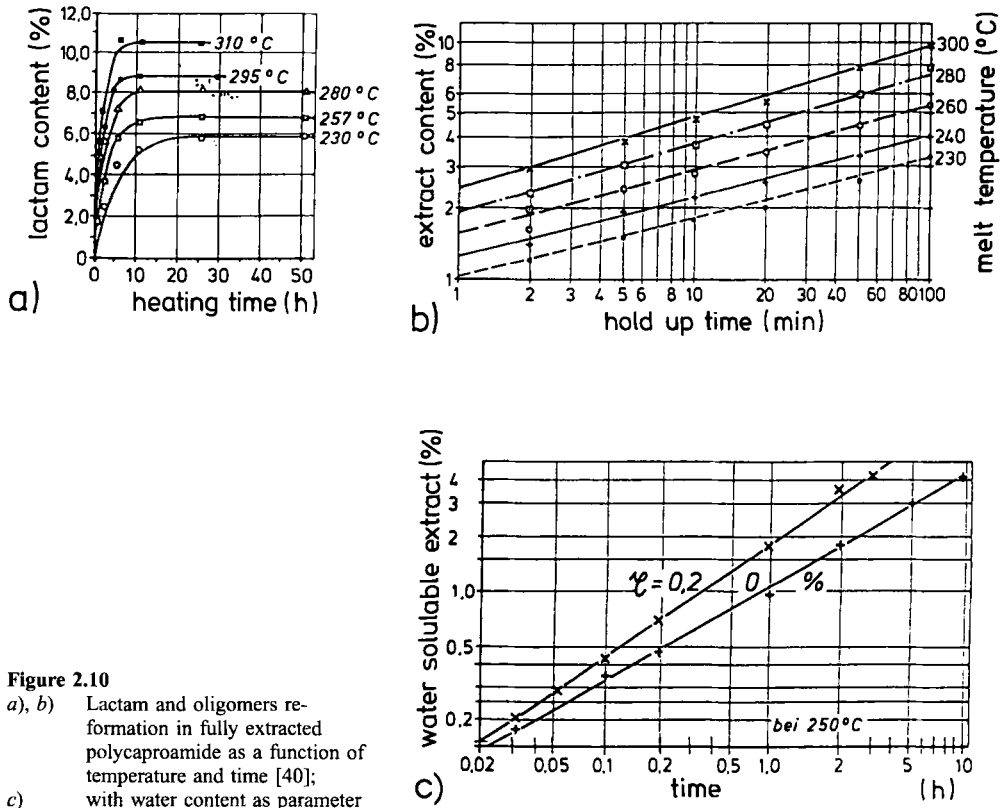 lactam content (%)
12,0
10,0
8,0
6,0
4,0
2,0
0
310 °C
295 °C
280 °C
257 °C
230 °C
0 10 20 30 40 50
heating time (h)
a)
extract content (%)
10
8
6
5
4
3
2
1
300
280
260
240
230
melt temperature (°C)
1 2 3 4 5 6 8 10 20 30 40 60 80 100
hold up time (min)
b)
water solulable extract (%)
4
3
2
1,0
0,5
0,2
= 0,2 0 %
bei 250°C
0,02 0,05 0,1 0,2 0,5 1,0 2 5 10
time (h)
c)
Figure 2.10
a), b) Lactam and oligomers re-
formation in fully extracted
polycaproamide as a function of
temperature and time [40];
c) with water content as parameter